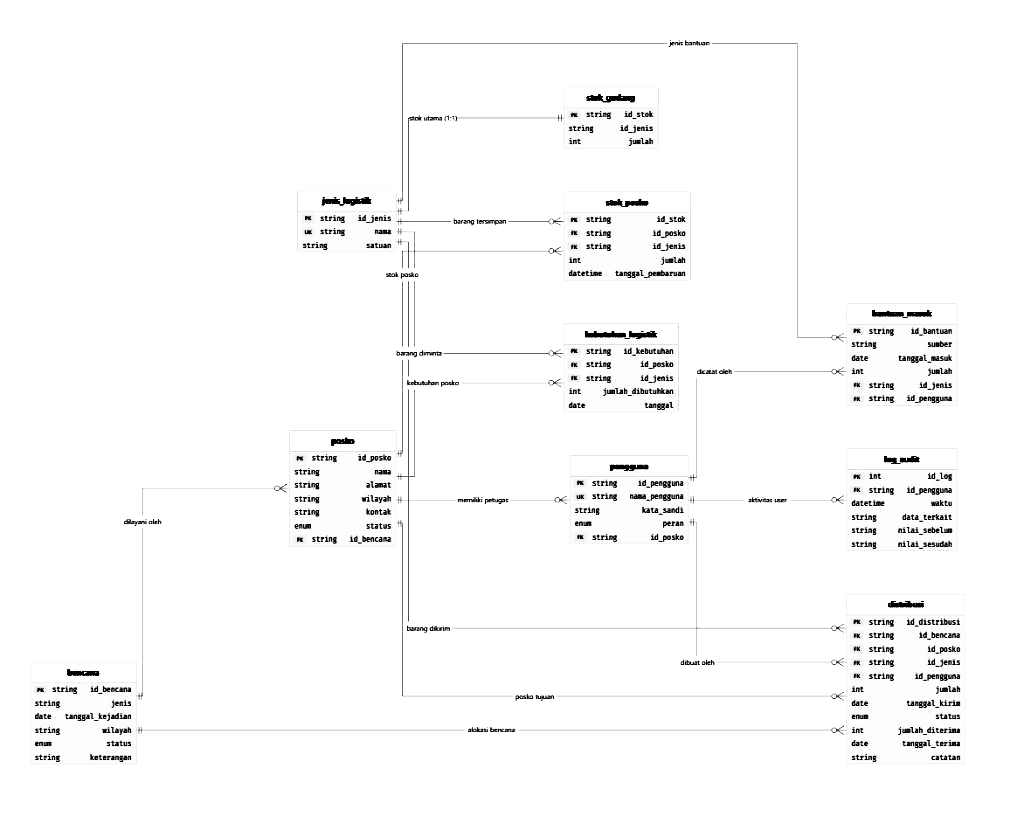 jenis bantuan
stok_gudang
PK string id_stok
string id_jenis
int jumlah
stok utama (1:1)
jenis_logistik
PK string id_jenis
UK string nama
string satuan
barang tersimpan
stok_posko
PK string id_stok
FK string id_posko
FK string id_jenis
int jumlah
datetime tanggal_pembaruan
stok posko
bantuan_masuk
PK string id_bantuan
string sumber
date tanggal_masuk
int jumlah
FK string id_jenis
FK string id_pengguna
kebutuhan_logistik
PK string id_kebutuhan
FK string id_posko
FK string id_jenis
int jumlah_dibutuhkan
date tanggal
barang diminta
kebutuhan posko
dicatat oleh
posko
PK string id_posko
string nama
string alamat
string wilayah
string kontak
enum status
FK string id_bencana
memiliki petugas
pengguna
PK string id_pengguna
UK string nama_pengguna
string kata_sandi
enum peran
FK string id_posko
aktivitas user
log_audit
PK int id_log
FK string id_pengguna
datetime waktu
string data_terkait
string nilai_sebelum
string nilai_sesudah
dilayani oleh
distribusi
PK string id_distribusi
FK string id_bencana
FK string id_posko
FK string id_jenis
FK string id_pengguna
int jumlah
date tanggal_kirim
enum status
int jumlah_diterima
date tanggal_terima
string catatan
barang dikirim
dibuat oleh
posko tujuan
bencana
PK string id_bencana
string jenis
date tanggal_kejadian
string wilayah
enum status
string keterangan
alokasi bencana